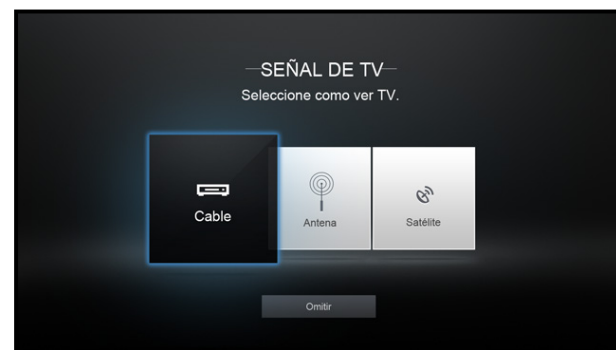 SEÑAL DE TV
Seleccione como ver TV.
Cable
Antena
Satélite
Omitir